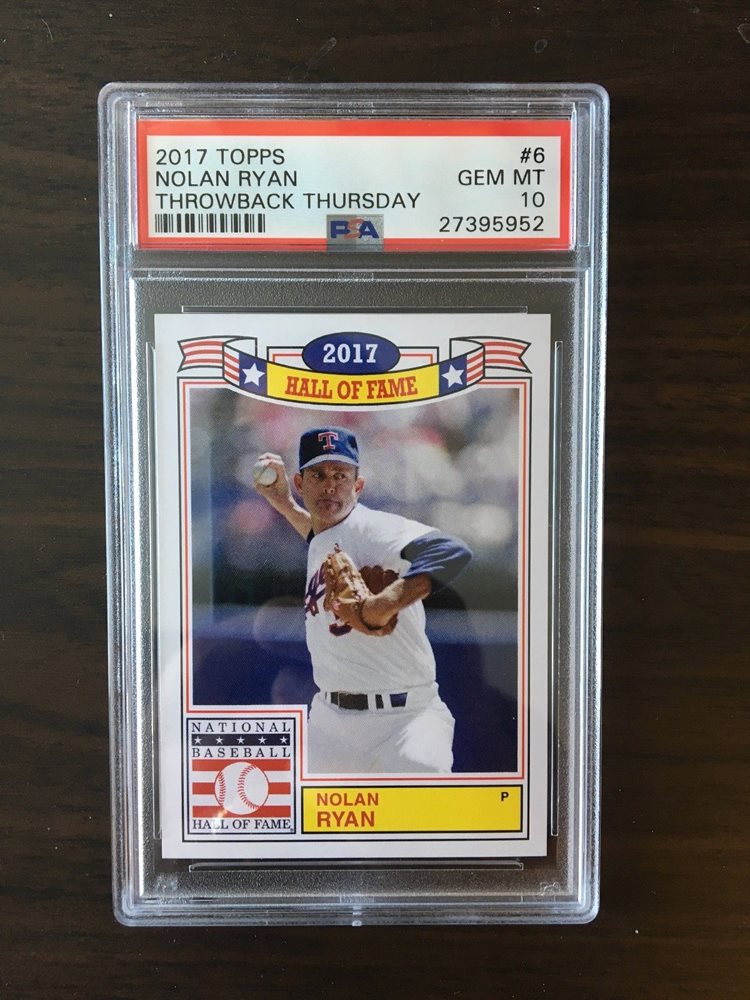 2017 TOPPS #6
NOLAN RYAN GEM MT
THROWBACK THURSDAY 10
PSA 27395952
2017
HALL OF FAME
T
NATIONAL
BASEBALL
HALL OF FAME
NOLAN P
RYAN